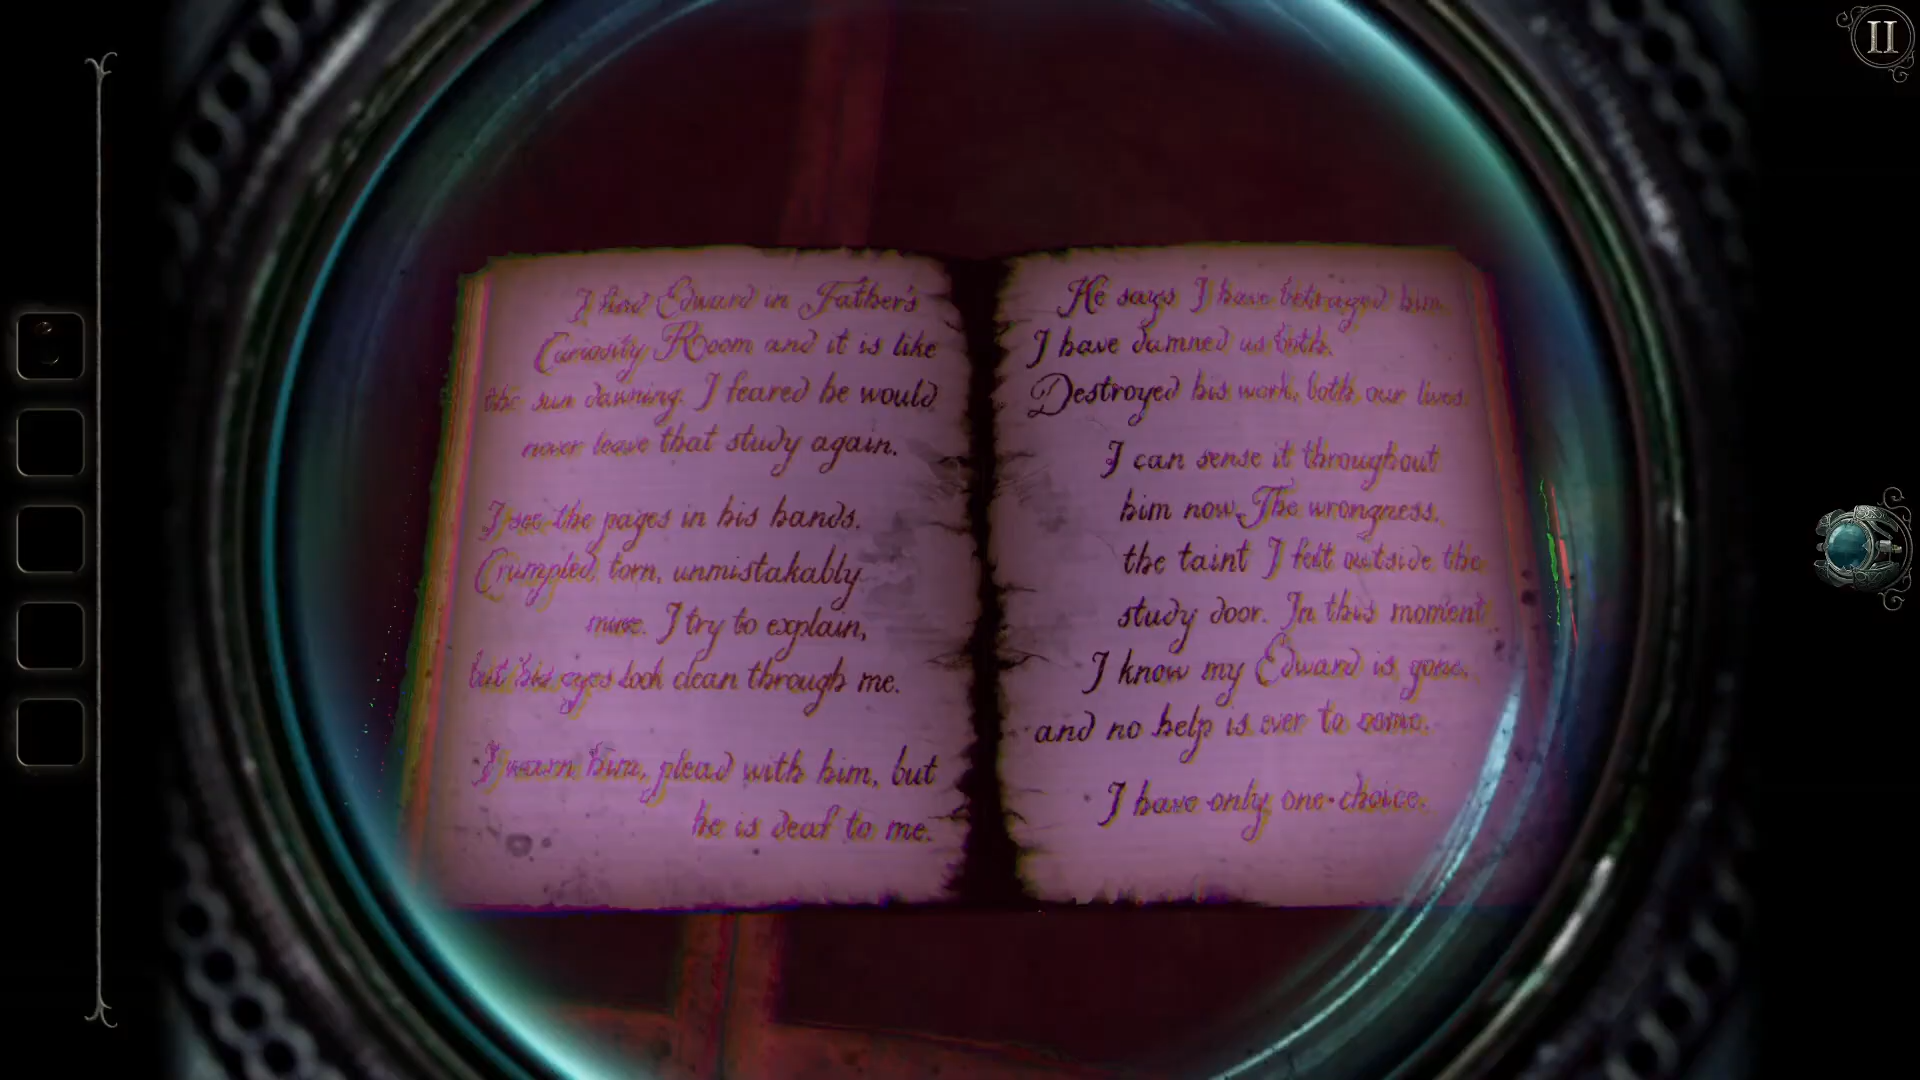 II
I find Edward in Father's
Curiosity Room and it is like
the sun dawning. I feared he would
never leave that study again.
I see the pages in his hands.
Crumpled, torn, unmistakably
mine. I try to explain,
but his eyes look clean through me.
I warn him, plead with him, but
he is deaf to me.
He says I have betrayed him.
I have damned us both.
Destroyed his work, both our lives.
I can sense it throughout
him now. The wrongness,
the taint I felt outside the
study door. In this moment
I know my Edward is gone,
and no help is ever to come.
I have only one choice.